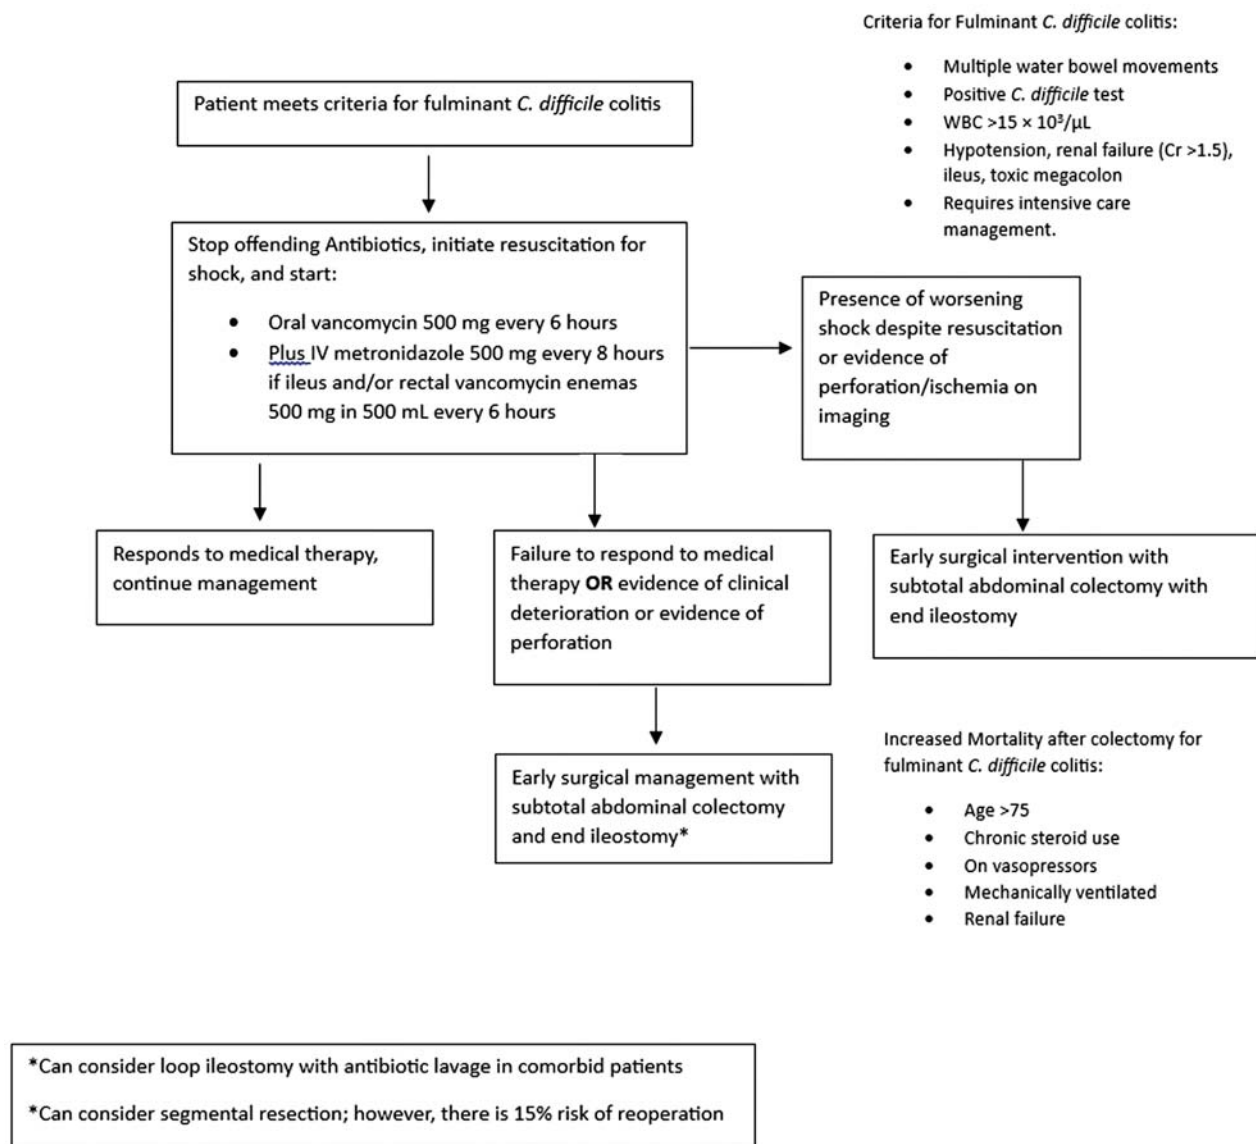 Criteria for Fulminant C. difficile colitis:
• Multiple water bowel movements
• Positive C. difficile test
• WBC >15 × 10³/µL
• Hypotension, renal failure (Cr >1.5),
ileus, toxic megacolon
• Requires intensive care
management.
Patient meets criteria for fulminant C. difficile colitis
Stop offending Antibiotics, initiate resuscitation for
shock, and start:
• Oral vancomycin 500 mg every 6 hours
• Plus IV metronidazole 500 mg every 8 hours
if ileus and/or rectal vancomycin enemas
500 mg in 500 mL every 6 hours
Presence of worsening
shock despite resuscitation
or evidence of
perforation/ischemia on
imaging
Responds to medical therapy,
continue management
Failure to respond to medical
therapy OR evidence of clinical
deterioration or evidence of
perforation
Early surgical intervention with
subtotal abdominal colectomy with
end ileostomy
Early surgical management with
subtotal abdominal colectomy
and end ileostomy*
Increased Mortality after colectomy for
fulminant C. difficile colitis:
• Age >75
• Chronic steroid use
• On vasopressors
• Mechanically ventilated
• Renal failure
*Can consider loop ileostomy with antibiotic lavage in comorbid patients
*Can consider segmental resection; however, there is 15% risk of reoperation